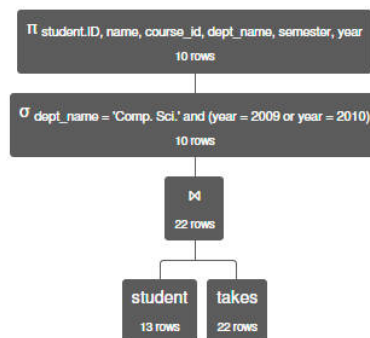 π student.ID, name, course_id, dept_name, semester, year
10 rows
σ dept_name = 'Comp. Sci.' and (year = 2009 or year = 2010)
10 rows
⋈
22 rows
student takes
13 rows 22 rows